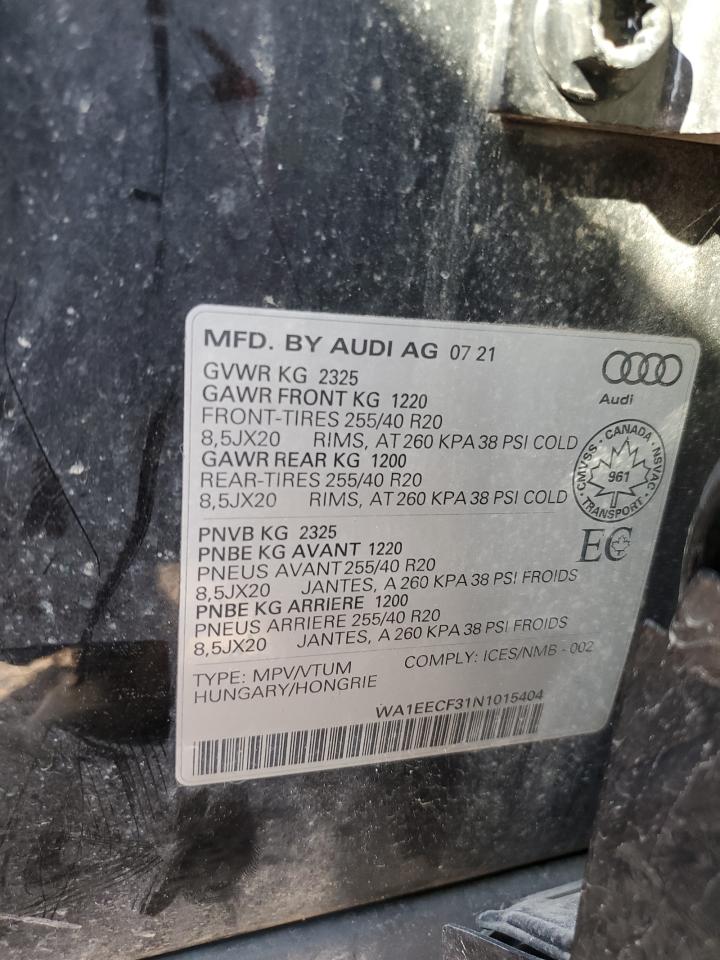 MFD. BY AUDI AG 07 21
GVWR KG 2325
GAWR FRONT KG 1220
FRONT-TIRES 255/40 R20
8,5JX20 RIMS, AT 260 KPA 38 PSI COLD
GAWR REAR KG 1200
REAR-TIRES 255/40 R20
8,5JX20 RIMS, AT 260 KPA 38 PSI COLD
Audi
CMVSS · CANADA · NSVAC
961
· TRANSPORT ·
EC
PNVB KG 2325
PNBE KG AVANT 1220
PNEUS AVANT 255/40 R20
8,5JX20 JANTES, A 260 KPA 38 PSI FROIDS
PNBE KG ARRIERE 1200
PNEUS ARRIERE 255/40 R20
8,5JX20 JANTES, A 260 KPA 38 PSI FROIDS
TYPE: MPV/VTUM COMPLY: ICES/NMB - 002
HUNGARY/HONGRIE
WA1EECF31N1015404